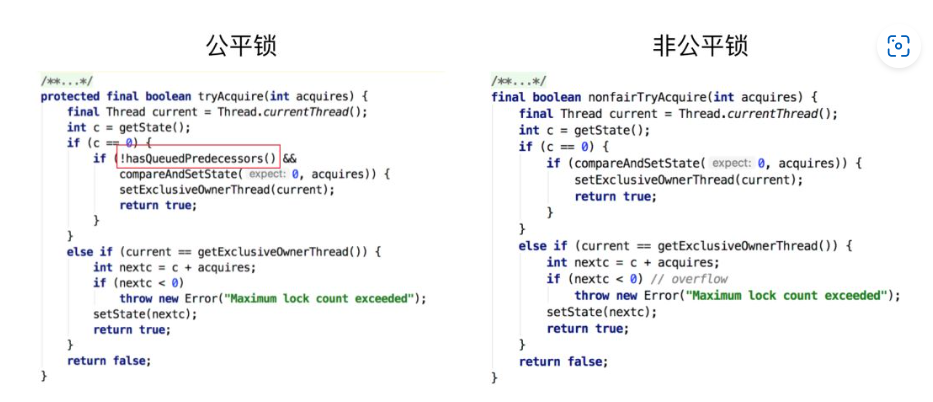 公平锁
/**...*/
protected final boolean tryAcquire(int acquires) {
final Thread current = Thread.currentThread();
int c = getState();
if (c == 0) {
if (!hasQueuedPredecessors() &&
compareAndSetState( expect: 0, acquires)) {
setExclusiveOwnerThread(current);
return true;
}
}
else if (current == getExclusiveOwnerThread()) {
int nextc = c + acquires;
if (nextc < 0)
throw new Error("Maximum lock count exceeded");
setState(nextc);
return true;
}
return false;
}
非公平锁
/**...*/
final boolean nonfairTryAcquire(int acquires) {
final Thread current = Thread.currentThread();
int c = getState();
if (c == 0) {
if (compareAndSetState( expect: 0, acquires)) {
setExclusiveOwnerThread(current);
return true;
}
}
else if (current == getExclusiveOwnerThread()) {
int nextc = c + acquires;
if (nextc < 0) // overflow
throw new Error("Maximum lock count exceeded");
setState(nextc);
return true;
}
return false;
}